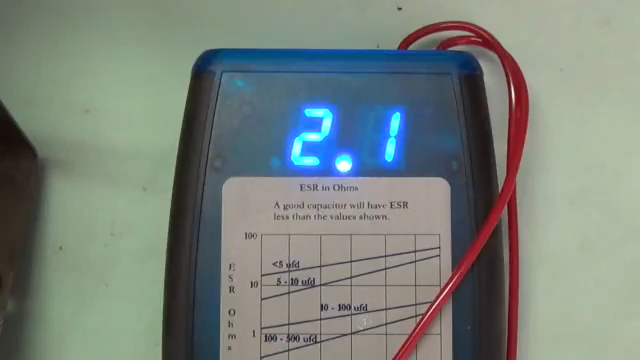 2.1
ESR in Ohms
A good capacitor will have ESR
less than the values shown.
100
<5 ufd
E
S
R
10
5 - 10 ufd
10 - 100 ufd
O
h
m
s
1
100 - 500 ufd